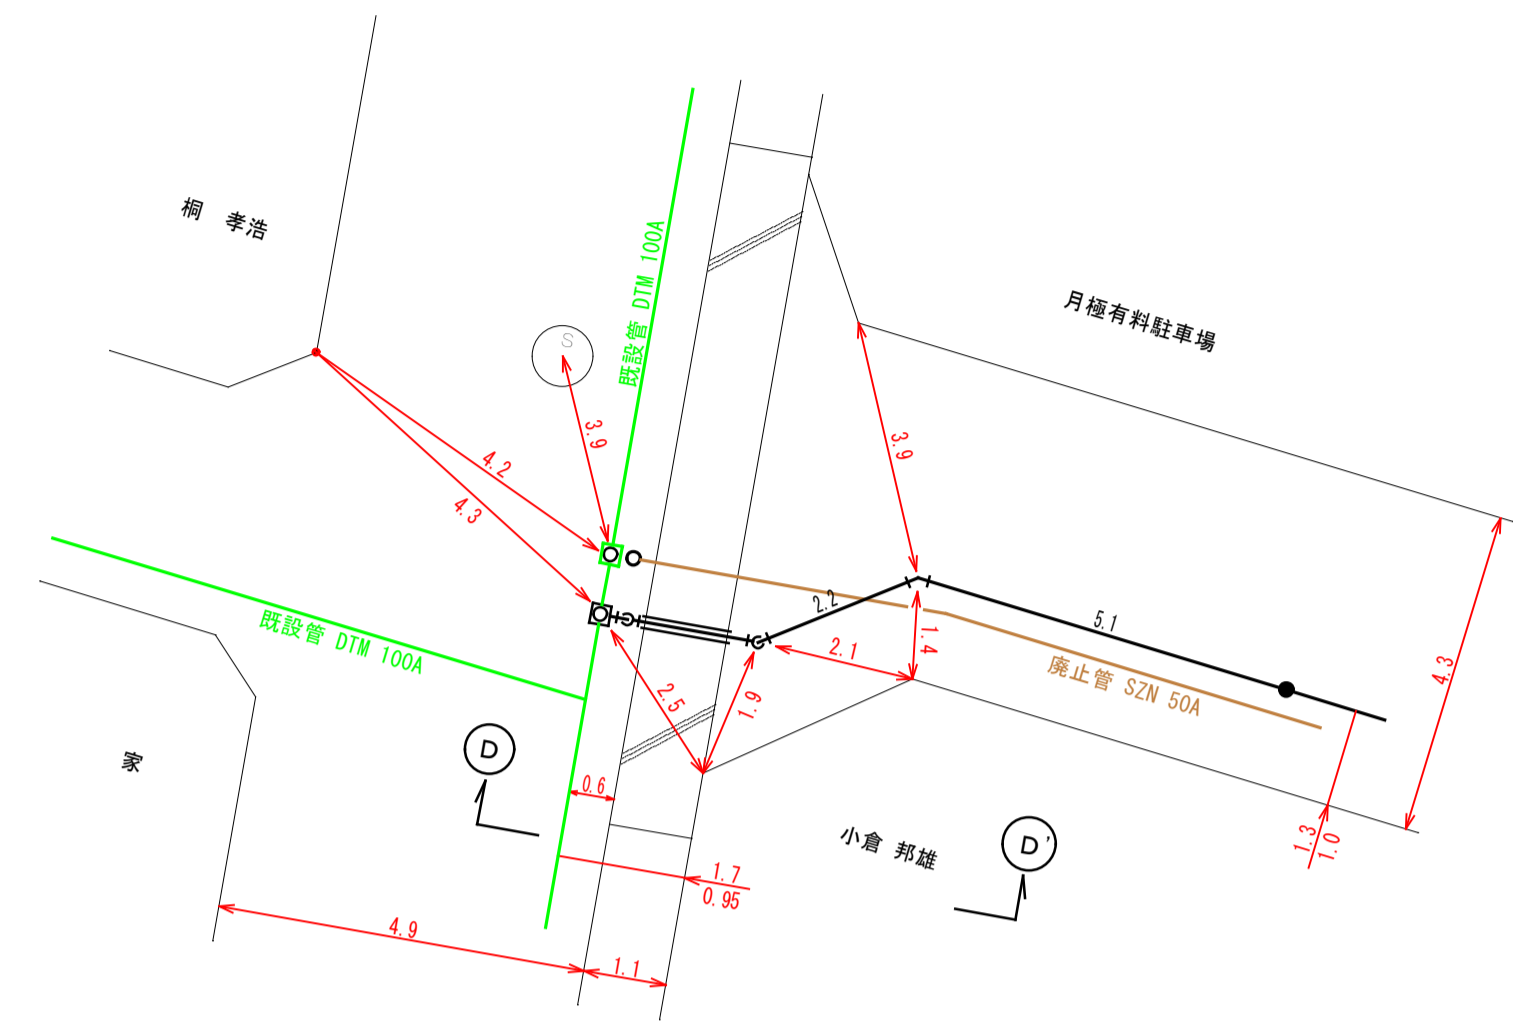 桐　孝浩
既設管 DTM 100A
S
月極有料駐車場
3.9
3.9
4.2
4.3
2.2
5.1
1.4
2.1
既設管 DTM 100A
廃止管 SZN 50A
4.3
2.5
1.9
D
家
0.6
小倉 邦雄
D'
1.3
1.0
1.7
0.95
4.9
1.1